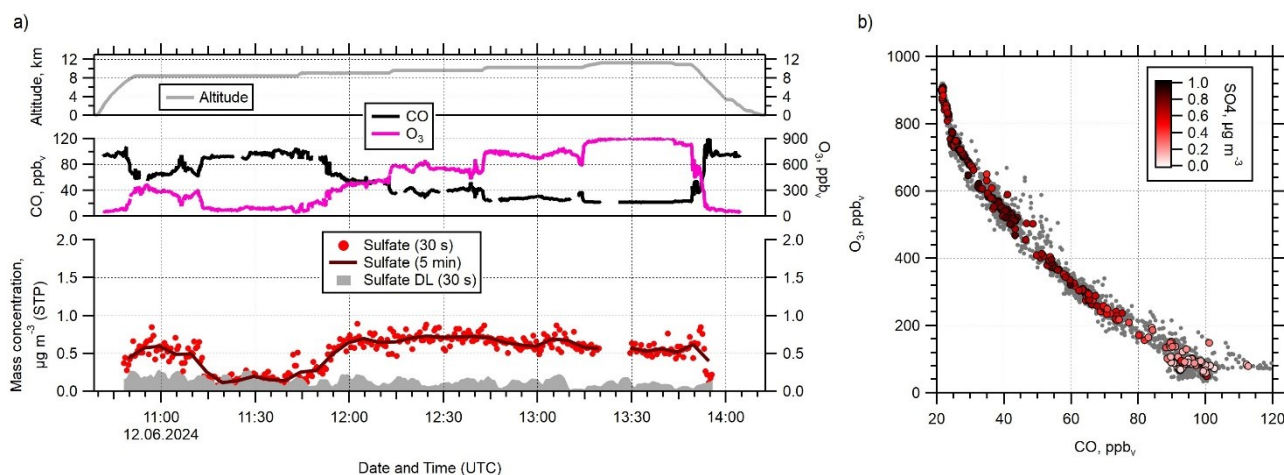 a)
Altitude, km
12
8
4
0
Altitude
CO, ppbv
120
80
40
0
CO
O3
900
600
300
0
O3, ppbv
Mass concentration,
µg m-3 (STP)
2.0
1.5
1.0
0.5
0.0
Sulfate (30 s)
Sulfate (5 min)
Sulfate DL (30 s)
2.0
1.5
1.0
0.5
0.0
11:00 11:30 12:00 12:30 13:00 13:30 14:00
12.06.2024
Date and Time (UTC)
12
8
4
0
b)
O3, ppbv
1000
800
600
400
200
0
1.0
0.8
0.6
0.4
0.2
0.0
SO4, µg m-3
20 40 60 80 100 120
CO, ppbv